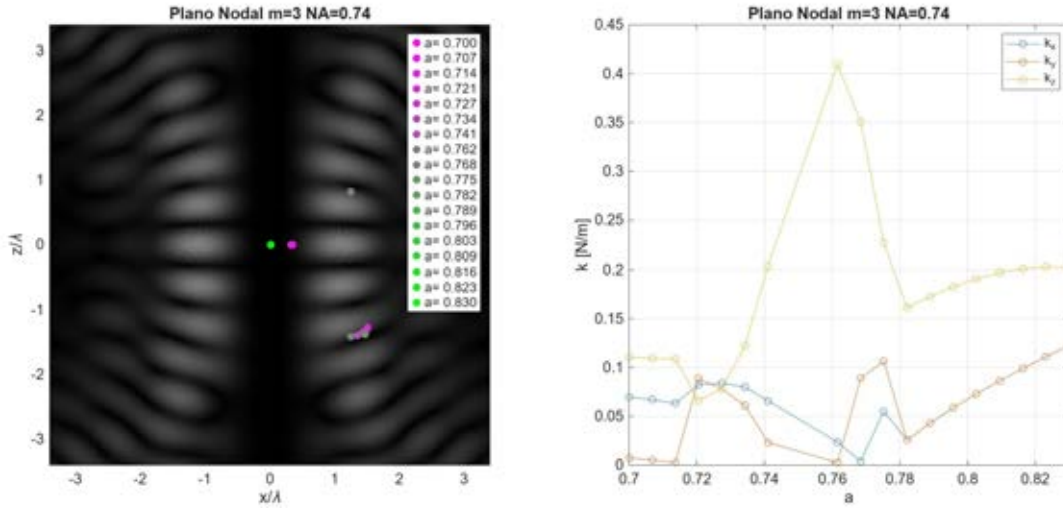 Plano Nodal m=3 NA=0.74
3
2
1
0
-1
-2
-3
z/λ
-3
-2
-1
0
1
2
3
x/λ
a= 0.700
a= 0.707
a= 0.714
a= 0.721
a= 0.727
a= 0.734
a= 0.741
a= 0.762
a= 0.768
a= 0.775
a= 0.782
a= 0.789
a= 0.796
a= 0.803
a= 0.809
a= 0.816
a= 0.823
a= 0.830
Plano Nodal m=3 NA=0.74
0.45
0.4
0.35
0.3
0.25
0.2
0.15
0.1
0.05
0
k [N/m]
0.7
0.72
0.74
0.76
0.78
0.8
0.82
a
kx
ky
kz